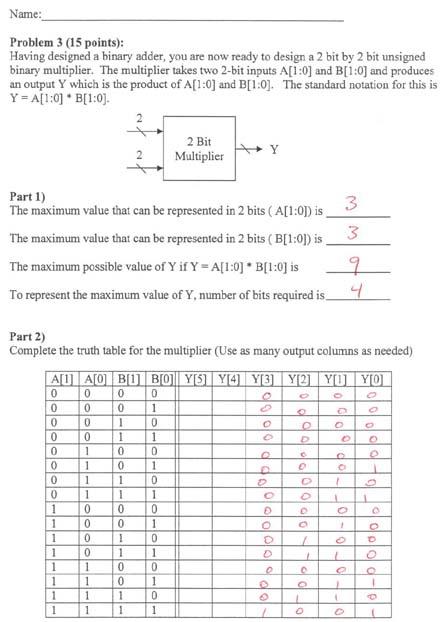 Name:
Problem 3 (15 points):
Having designed a binary adder, you are now ready to design a 2 bit by 2 bit unsigned
binary multiplier. The multiplier takes two 2-bit inputs A[1:0] and B[1:0] and produces
an output Y which is the product of A[1:0] and B[1:0]. The standard notation for this is
Y = A[1:0] * B[1:0].
2
2
2 Bit
Multiplier
Y
Part 1)
The maximum value that can be represented in 2 bits ( A[1:0]) is 3
The maximum value that can be represented in 2 bits ( B[1:0]) is 3
The maximum possible value of Y if Y = A[1:0] * B[1:0] is 9
To represent the maximum value of Y, number of bits required is 4
Part 2)
Complete the truth table for the multiplier (Use as many output columns as needed)
A[1] A[0] B[1] B[0] Y[5] Y[4] Y[3] Y[2] Y[1] Y[0]
0 0 0 0 0 0 0 0
0 0 0 1 0 0 0 0
0 0 1 0 0 0 0 0
0 0 1 1 0 0 0 0
0 1 0 0 0 0 0 0
0 1 0 1 0 0 0 1
0 1 1 0 0 0 1 0
0 1 1 1 0 0 1 1
1 0 0 0 0 0 0 0
1 0 0 1 0 0 1 0
1 0 1 0 0 1 0 0
1 0 1 1 0 1 1 0
1 1 0 0 0 0 0 0
1 1 0 1 0 0 1 1
1 1 1 0 0 1 1 0
1 1 1 1 1 0 0 1